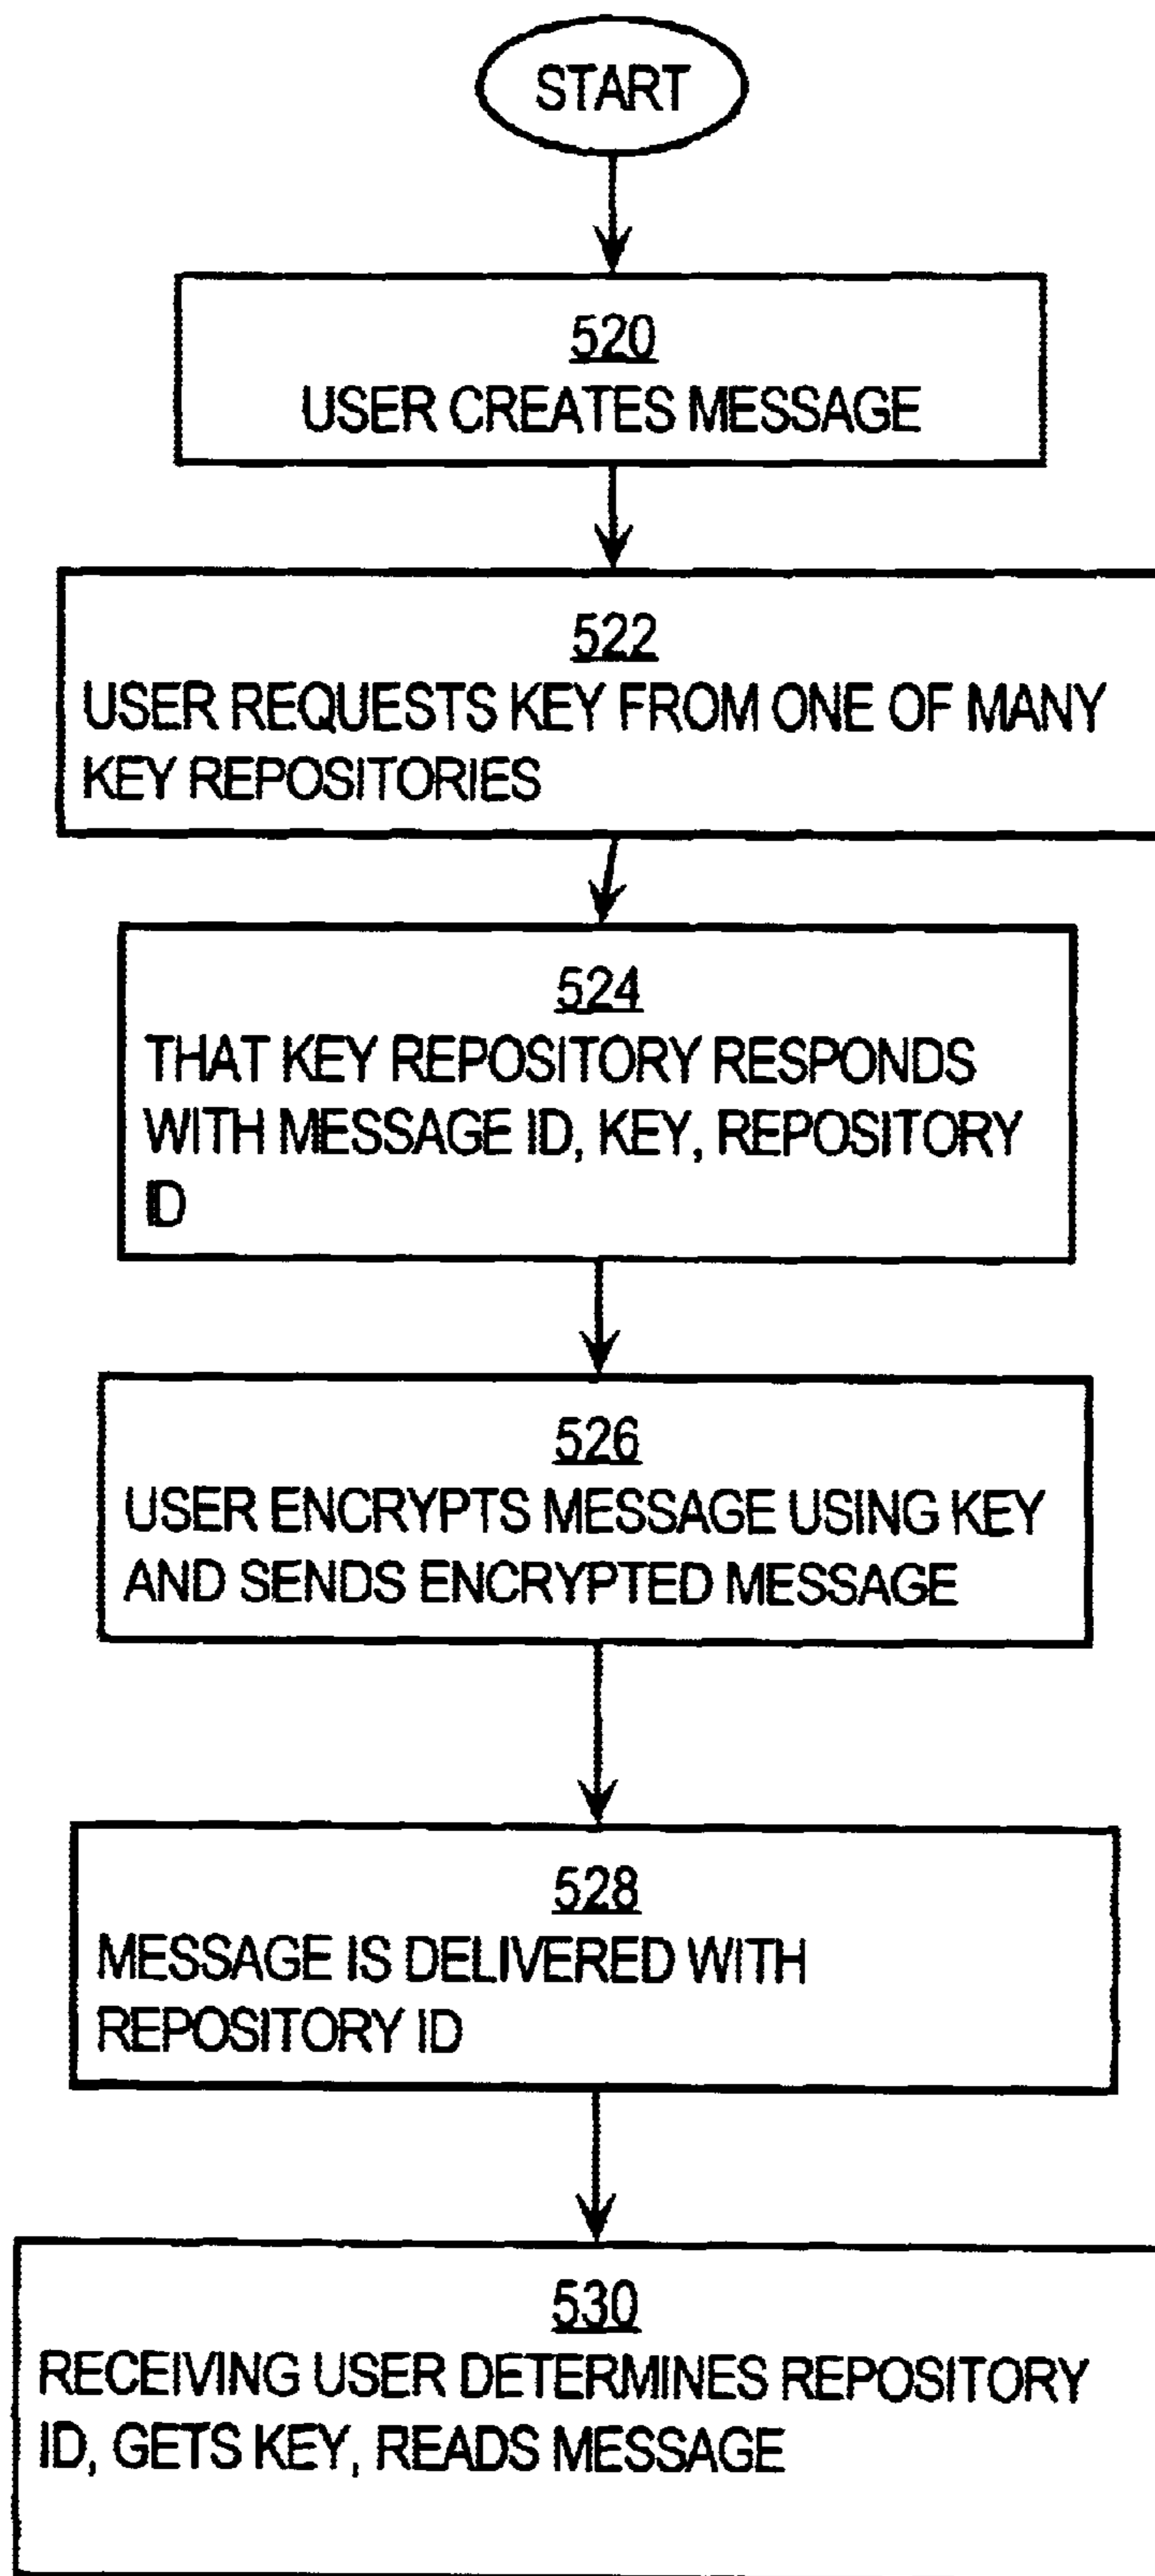 START
520
USER CREATES MESSAGE
522
USER REQUESTS KEY FROM ONE OF MANY
KEY REPOSITORIES
524
THAT KEY REPOSITORY RESPONDS
WITH MESSAGE ID, KEY, REPOSITORY
ID
526
USER ENCRYPTS MESSAGE USING KEY
AND SENDS ENCRYPTED MESSAGE
528
MESSAGE IS DELIVERED WITH
REPOSITORY ID
530
RECEIVING USER DETERMINES REPOSITORY
ID, GETS KEY, READS MESSAGE